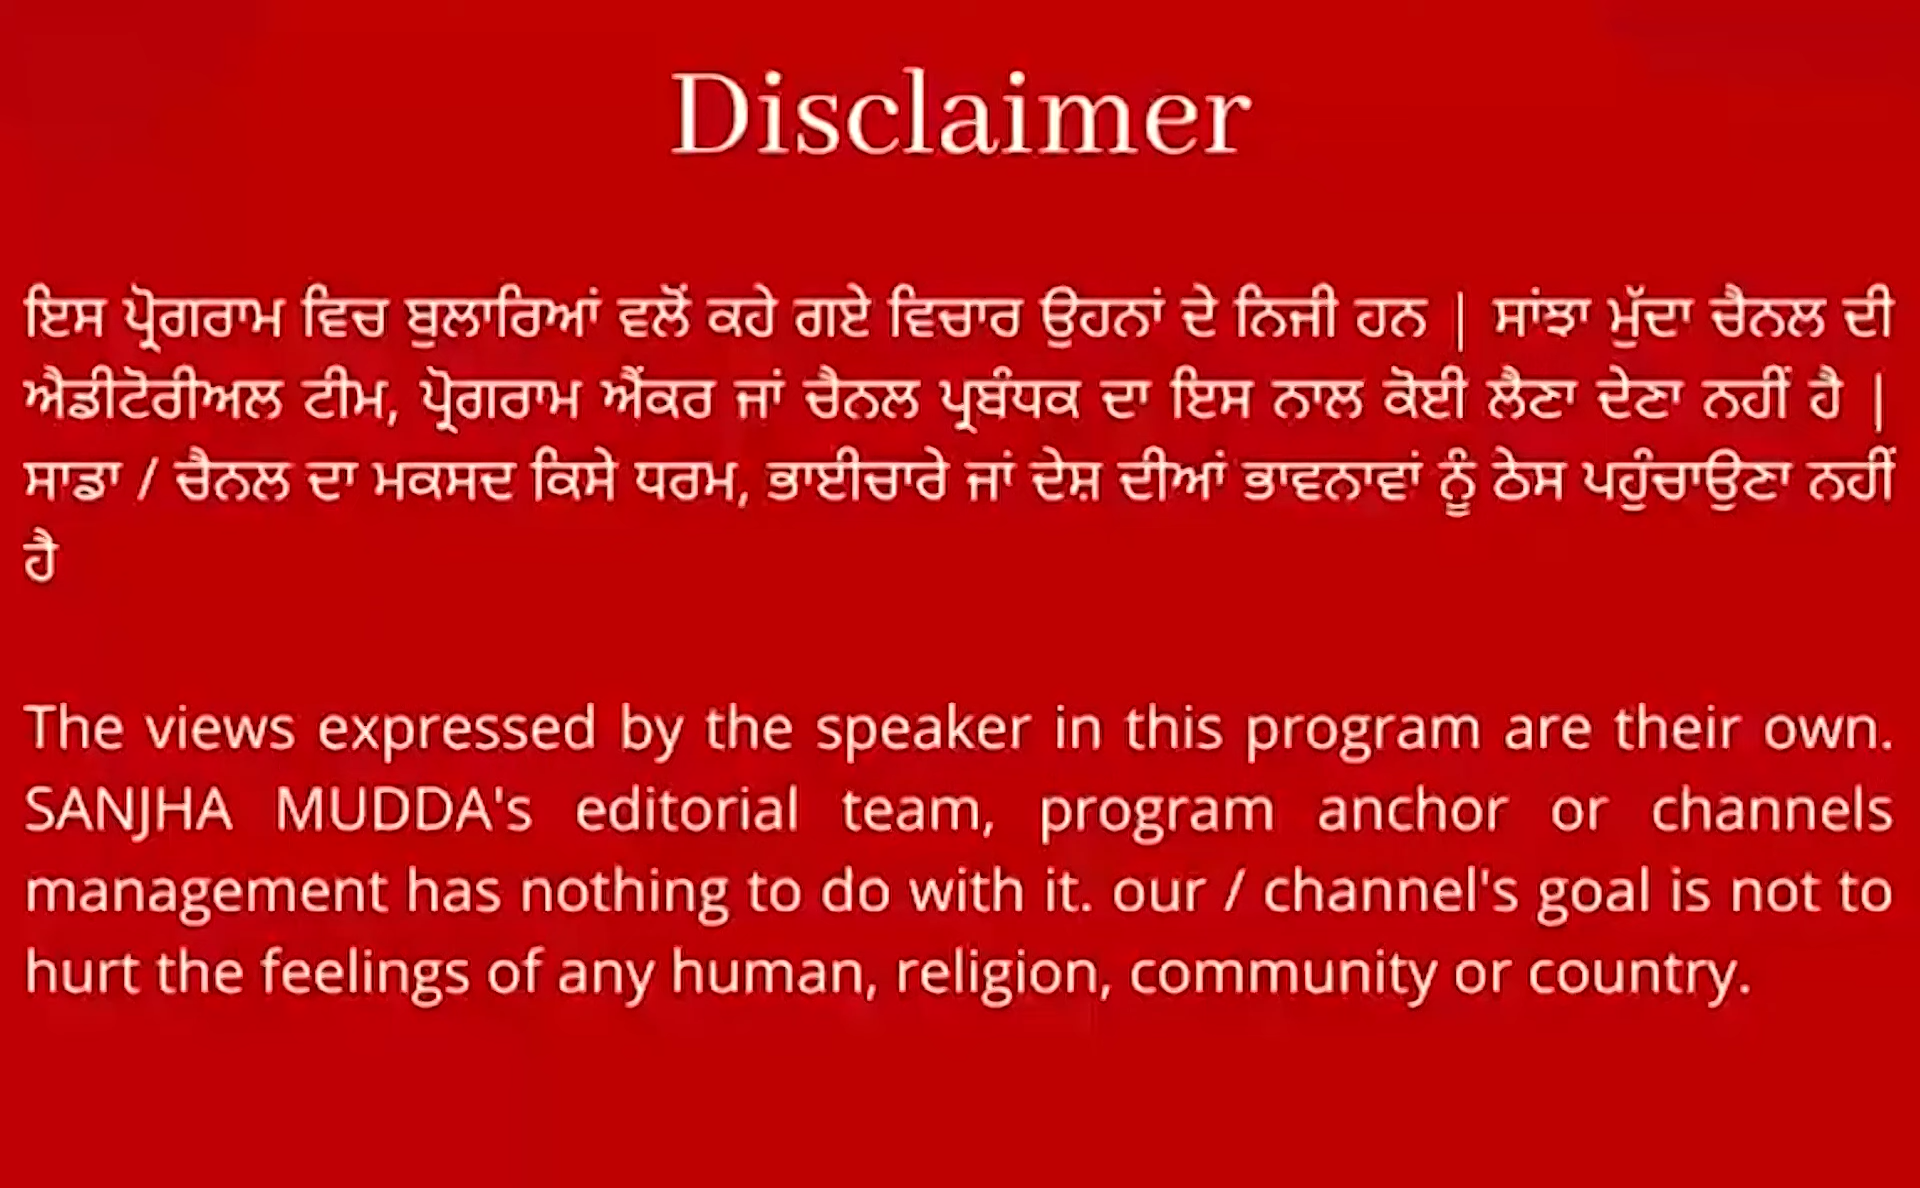 Disclaimer
ਇਸ ਪ੍ਰੋਗਰਾਮ ਵਿਚ ਬੁਲਾਰਿਆਂ ਵਲੋਂ ਕਹੇ ਗਏ ਵਿਚਾਰ ਉਹਨਾਂ ਦੇ ਨਿਜੀ ਹਨ | ਸਾਂਝਾ ਮੁੱਦਾ ਚੈਨਲ ਦੀ
ਐਡੀਟੋਰੀਅਲ ਟੀਮ, ਪ੍ਰੋਗਰਾਮ ਐਂਕਰ ਜਾਂ ਚੈਨਲ ਪ੍ਰਬੰਧਕ ਦਾ ਇਸ ਨਾਲ ਕੋਈ ਲੈਣਾ ਦੇਣਾ ਨਹੀਂ ਹੈ |
ਸਾਡਾ / ਚੈਨਲ ਦਾ ਮਕਸਦ ਕਿਸੇ ਧਰਮ, ਭਾਈਚਾਰੇ ਜਾਂ ਦੇਸ਼ ਦੀਆਂ ਭਾਵਨਾਵਾਂ ਨੂੰ ਠੇਸ ਪਹੁੰਚਾਉਣਾ ਨਹੀਂ
ਹੈ
The views expressed by the speaker in this program are their own.
SANJHA MUDDA's editorial team, program anchor or channels
management has nothing to do with it. our / channel's goal is not to
hurt the feelings of any human, religion, community or country.